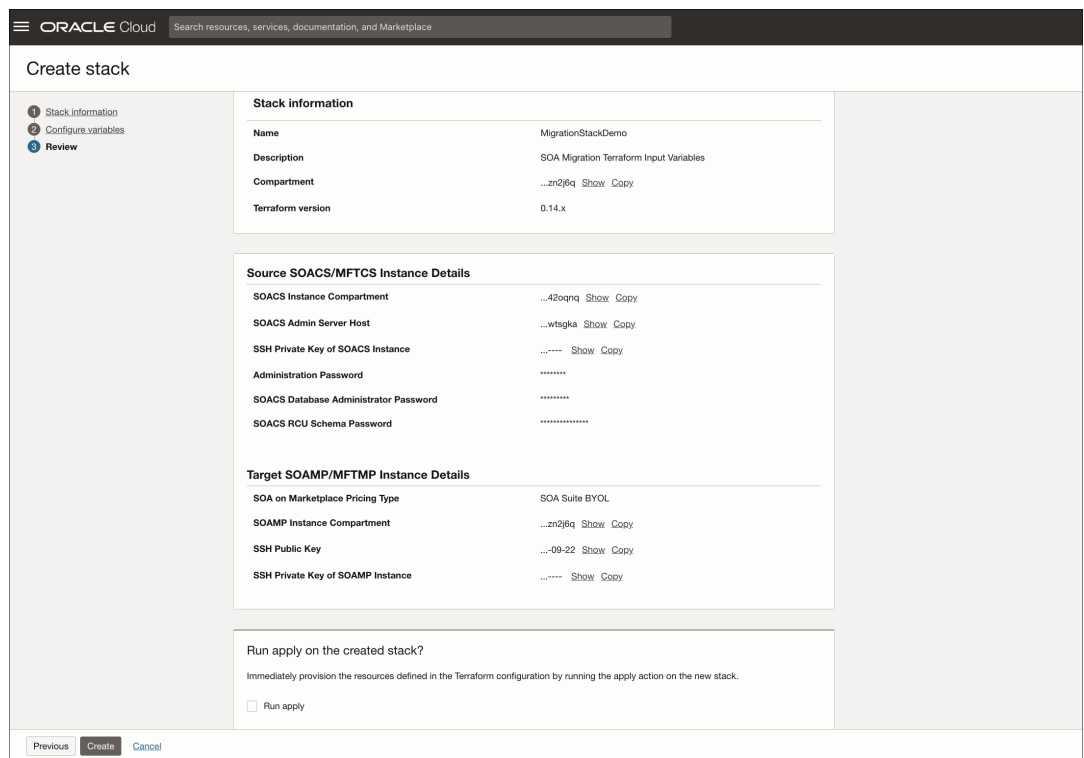 ORACLE Cloud
Search resources, services, documentation, and Marketplace
Create stack
1 Stack information
2 Configure variables
3 Review
Stack information
Name MigrationStackDemo
Description SOA Migration Terraform Input Variables
Compartment ...zn2j6q Show Copy
Terraform version 0.14.x
Source SOACS/MFTCS Instance Details
SOACS Instance Compartment ...42oqnq Show Copy
SOACS Admin Server Host ...wtsgka Show Copy
SSH Private Key of SOACS Instance ...---- Show Copy
Administration Password ********
SOACS Database Administrator Password *********
SOACS RCU Schema Password ***************
Target SOAMP/MFTMP Instance Details
SOA on Marketplace Pricing Type SOA Suite BYOL
SOAMP Instance Compartment ...zn2j6q Show Copy
SSH Public Key ...-09-22 Show Copy
SSH Private Key of SOAMP Instance ...---- Show Copy
Run apply on the created stack?
Immediately provision the resources defined in the Terraform configuration by running the apply action on the new stack.
Run apply
Previous Create Cancel